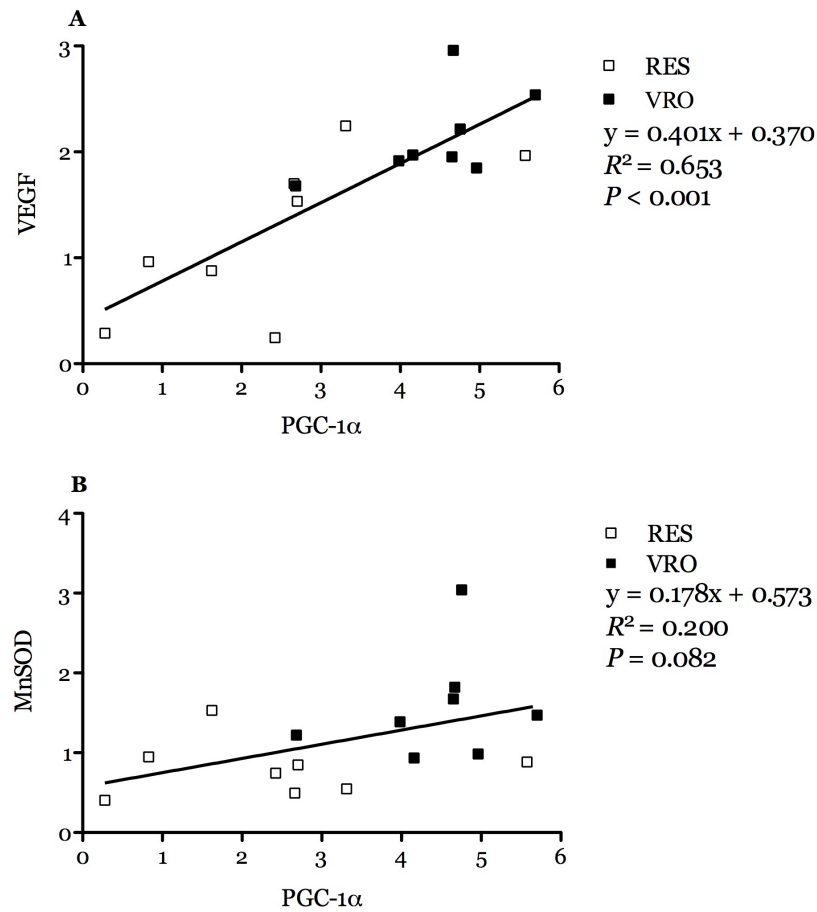 A
3
2
1
0
VEGF
0 1 2 3 4 5 6
PGC-1α
RES
VRO
y = 0.401x + 0.370
R² = 0.653
P < 0.001
B
4
3
2
1
0
MnSOD
0 1 2 3 4 5 6
PGC-1α
RES
VRO
y = 0.178x + 0.573
R² = 0.200
P = 0.082